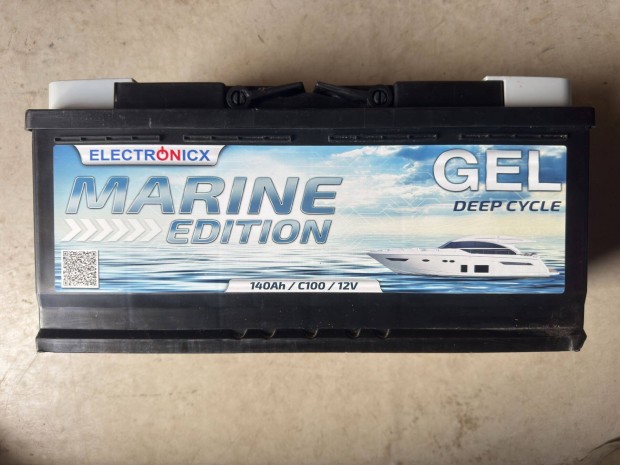 ELECTRONICX
MARINE
EDITION
GEL
DEEP CYCLE
140Ah / C100 / 12V